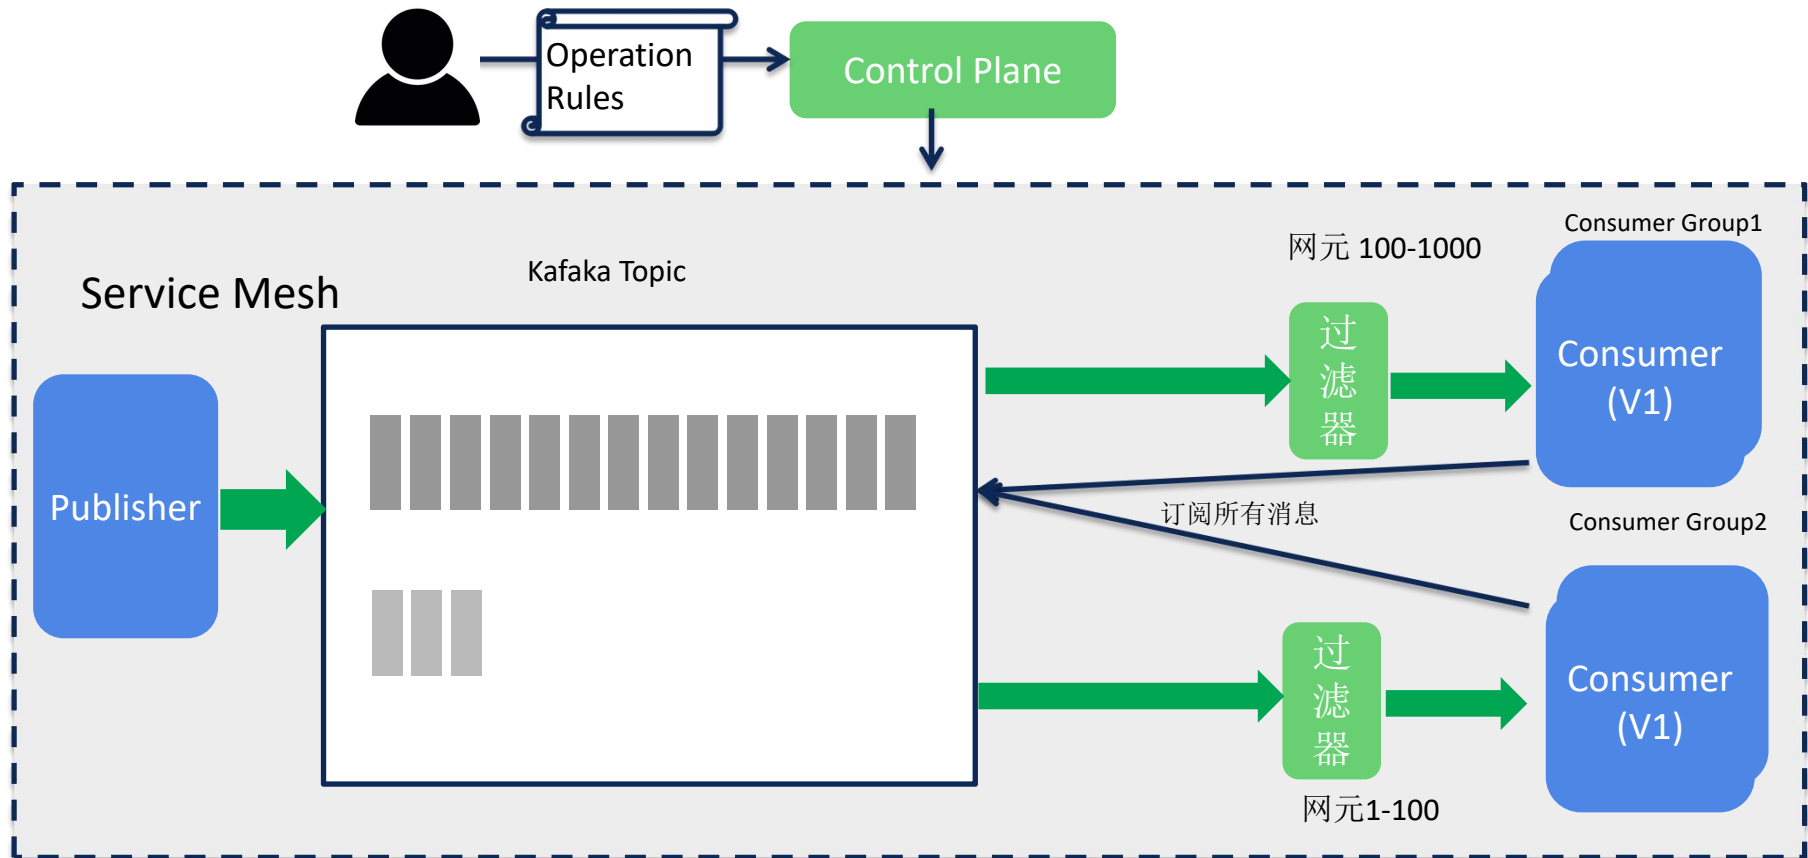 Operation
Rules
Control Plane
Consumer Group1
网元 100-1000
Kafaka Topic
Service Mesh
过
滤
器
Consumer
(V1)
Publisher
订阅所有消息
Consumer Group2
过
滤
器
Consumer
(V1)
网元1-100